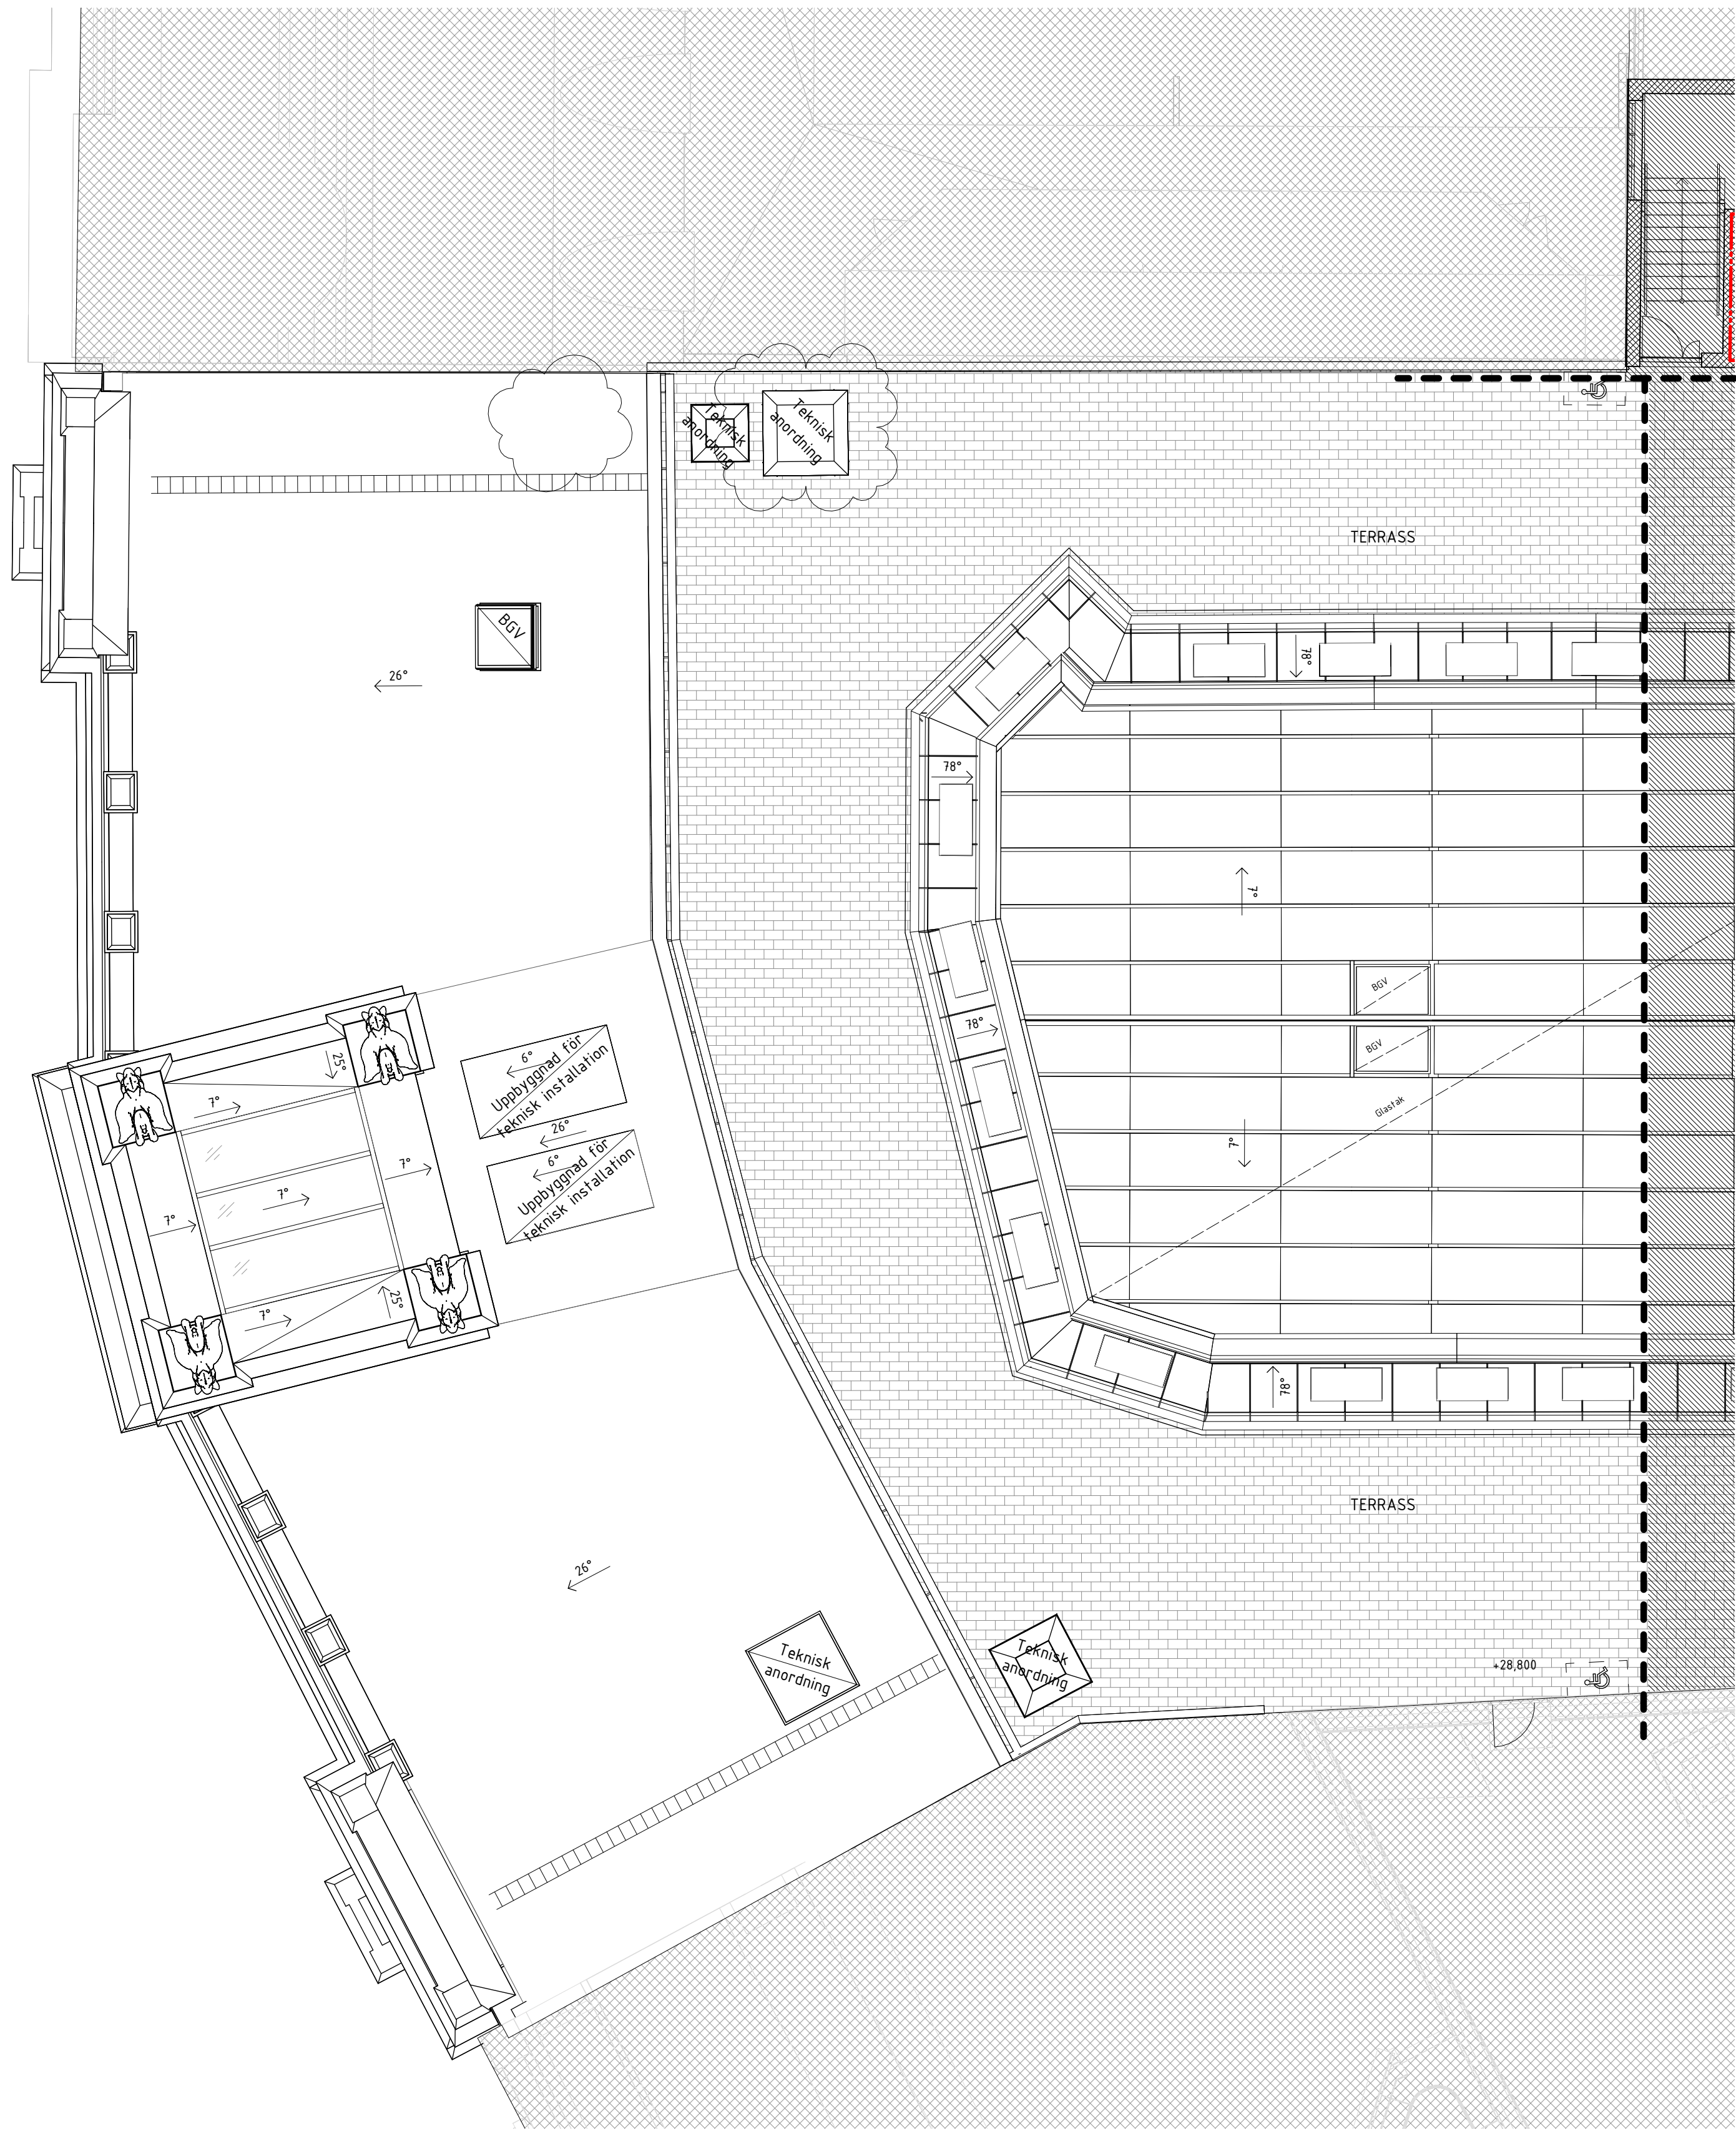 Teknisk
anordning
Teknisk
anordning
TERRASS
BGV
78°
26°
78°
7°
BGV
78°
BGV
25°
6°
Uppbyggnad för
teknisk installation
7°
Glastak
26°
7°
7°
6°
Uppbyggnad för
teknisk installation
7°
7°
25°
7°
78°
TERRASS
26°
Teknisk
anordning
Teknisk
anordning
+28,800